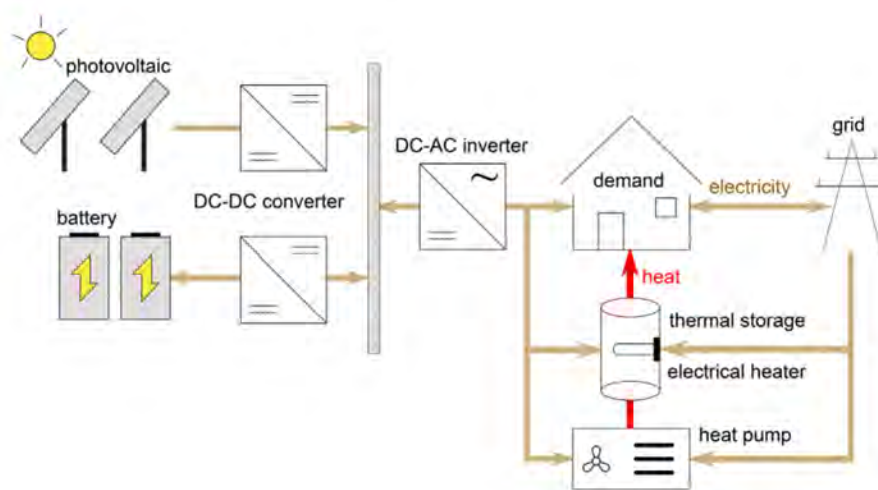 photovoltaic
grid
DC-AC inverter
demand
electricity
DC-DC converter
battery
heat
thermal storage
electrical heater
heat pump